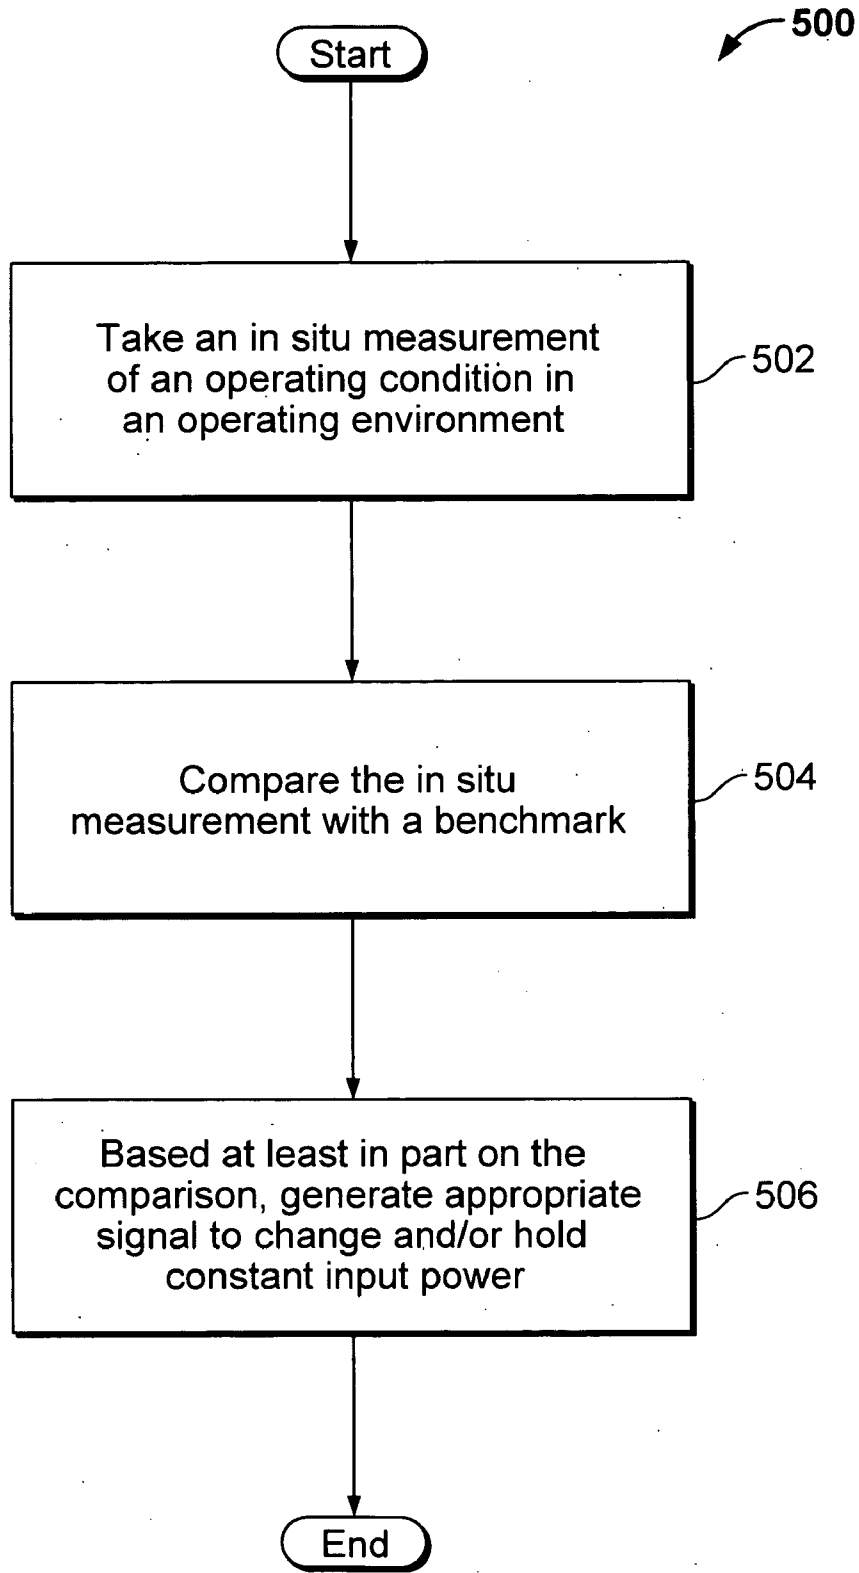 500
Start
Take an in situ measurement
of an operating condition in
an operating environment
502
Compare the in situ
measurement with a benchmark
504
Based at least in part on the
comparison, generate appropriate
signal to change and/or hold
constant input power
506
End